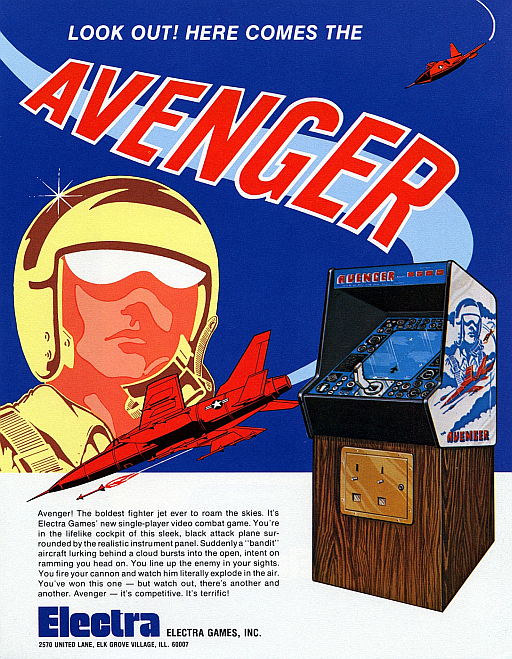 LOOK OUT! HERE COMES THE
AVENGER
AVENGER
AVENGER
Avenger! The boldest fighter jet ever to roam the skies. It's
Electra Games' new single-player video combat game. You're
in the lifelike cockpit of this sleek, black attack plane sur-
rounded by the realistic instrument panel. Suddenly a "bandit"
aircraft lurking behind a cloud bursts into the open, intent on
ramming you head on. You line up the enemy in your sights.
You fire your cannon and watch him literally explode in the air.
You've won this one — but watch out, there's another and
another. Avenger — it's competitive. It's terrific!
Electra ELECTRA GAMES, INC.
2570 UNITED LANE, ELK GROVE VILLAGE, ILL. 60007